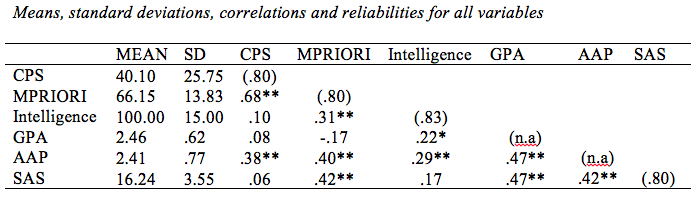 Means, standard deviations, correlations and reliabilities for all variables
MEAN SD CPS MPRIORI Intelligence GPA AAP SAS
CPS 40.10 25.75 (.80)
MPRIORI 66.15 13.83 .68** (.80)
Intelligence 100.00 15.00 .10 .31** (.83)
GPA 2.46 .62 .08 -.17 .22* (n.a)
AAP 2.41 .77 .38** .40** .29** .47** (n.a)
SAS 16.24 3.55 .06 .42** .17 .47** .42** (.80)